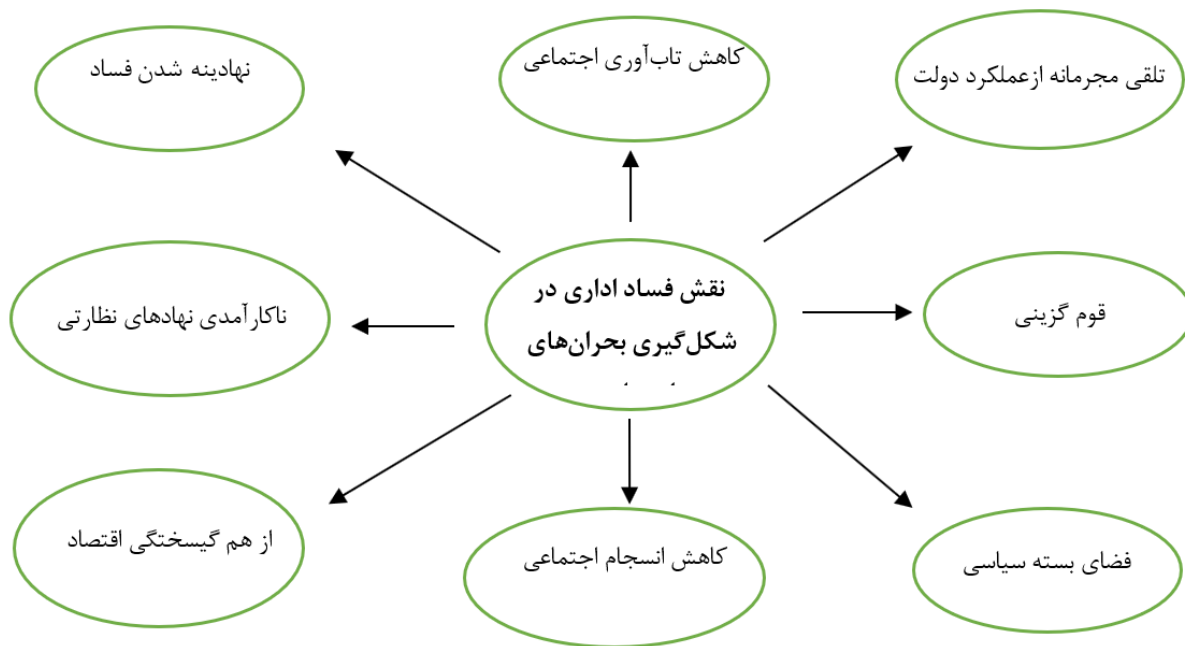 تلقی مجرمانه ازعملکرد دولت
کاهش تاب‌آوری اجتماعی
نهادینه شدن فساد
قوم گزینی
نقش فساد اداری در
شکل‌گیری بحران‌های
ناکارآمدی نهادهای نظارتی
فضای بسته سیاسی
کاهش انسجام اجتماعی
از هم گیسختگی اقتصاد